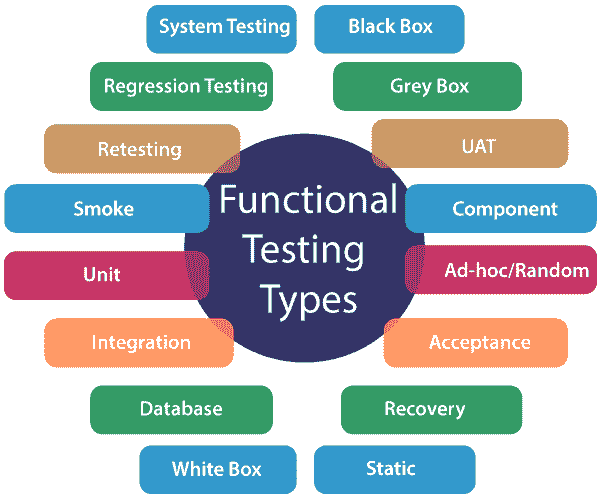 System Testing
Black Box
Regression Testing
Grey Box
Retesting
UAT
Smoke
Component
Functional
Testing
Types
Unit
Ad-hoc/Random
Integration
Acceptance
Database
Recovery
White Box
Static